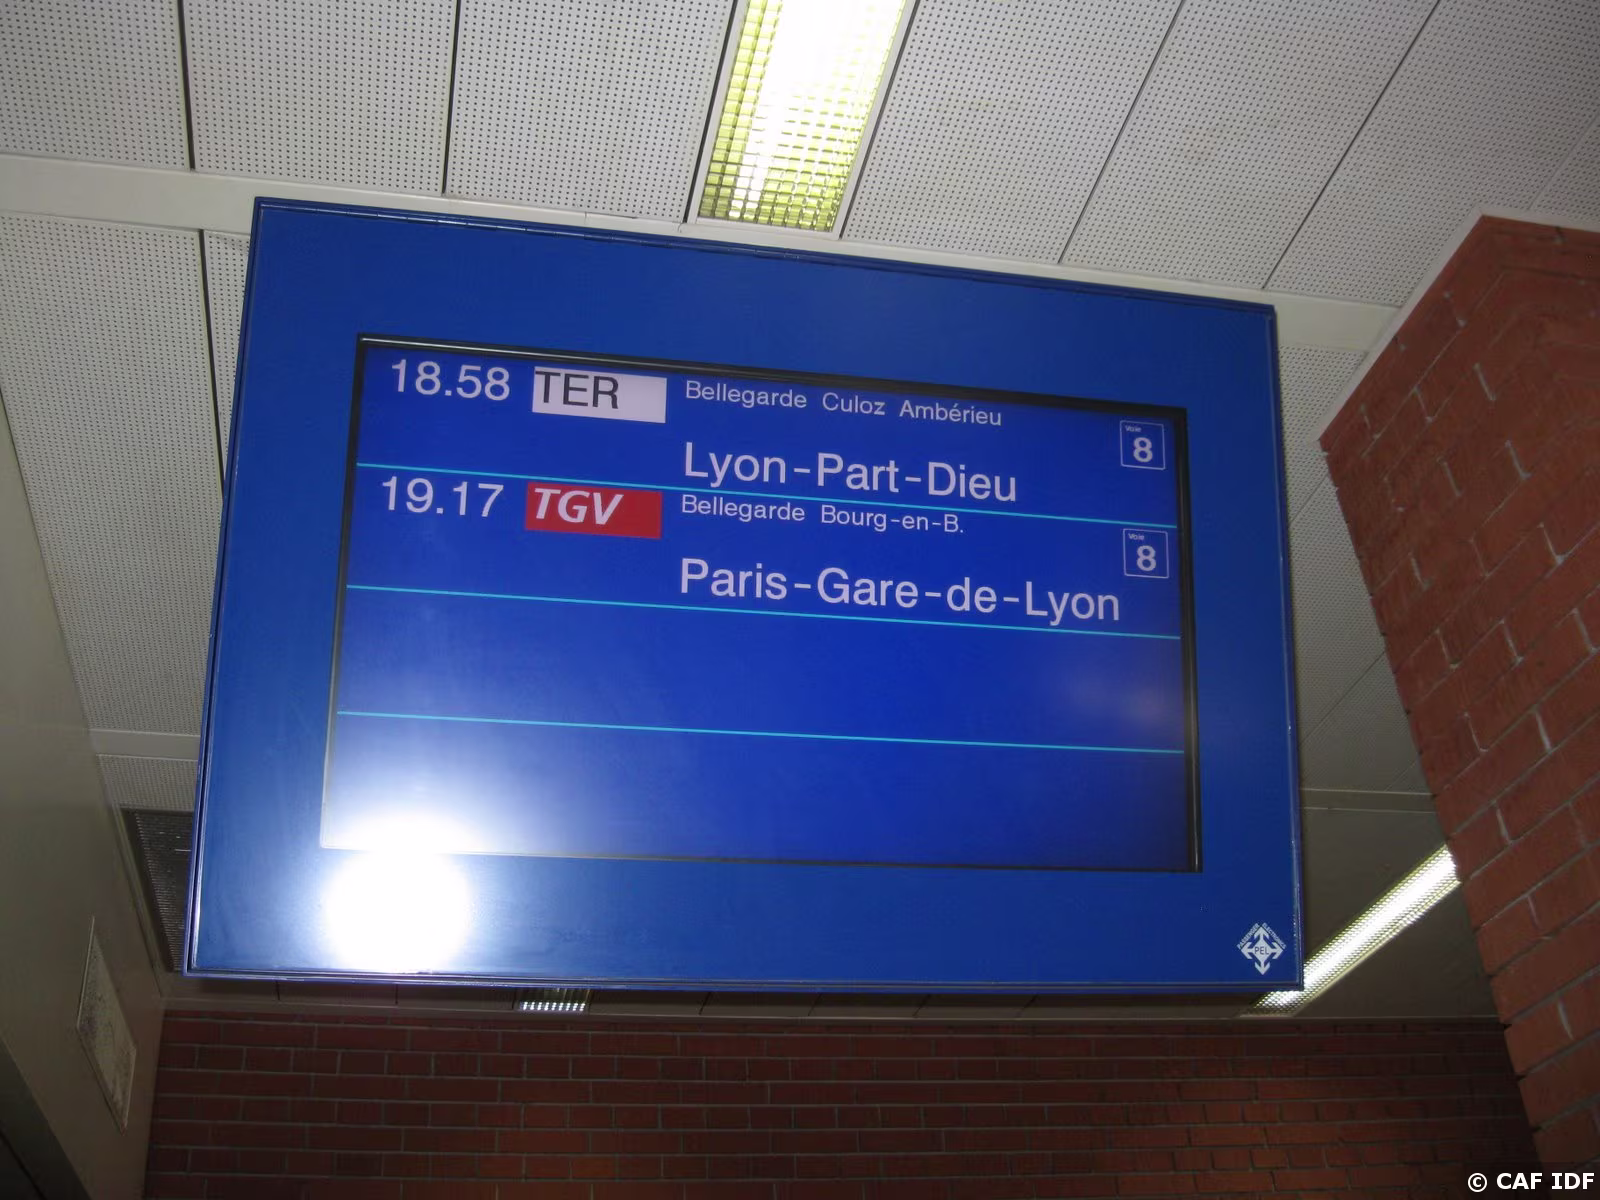 18.58 TER Bellegarde Culoz Ambérieu
Voie
8
Lyon-Part-Dieu
19.17 TGV Bellegarde Bourg-en-B.
Voie
8
Paris-Gare-de-Lyon
PEL
© CAF IDF